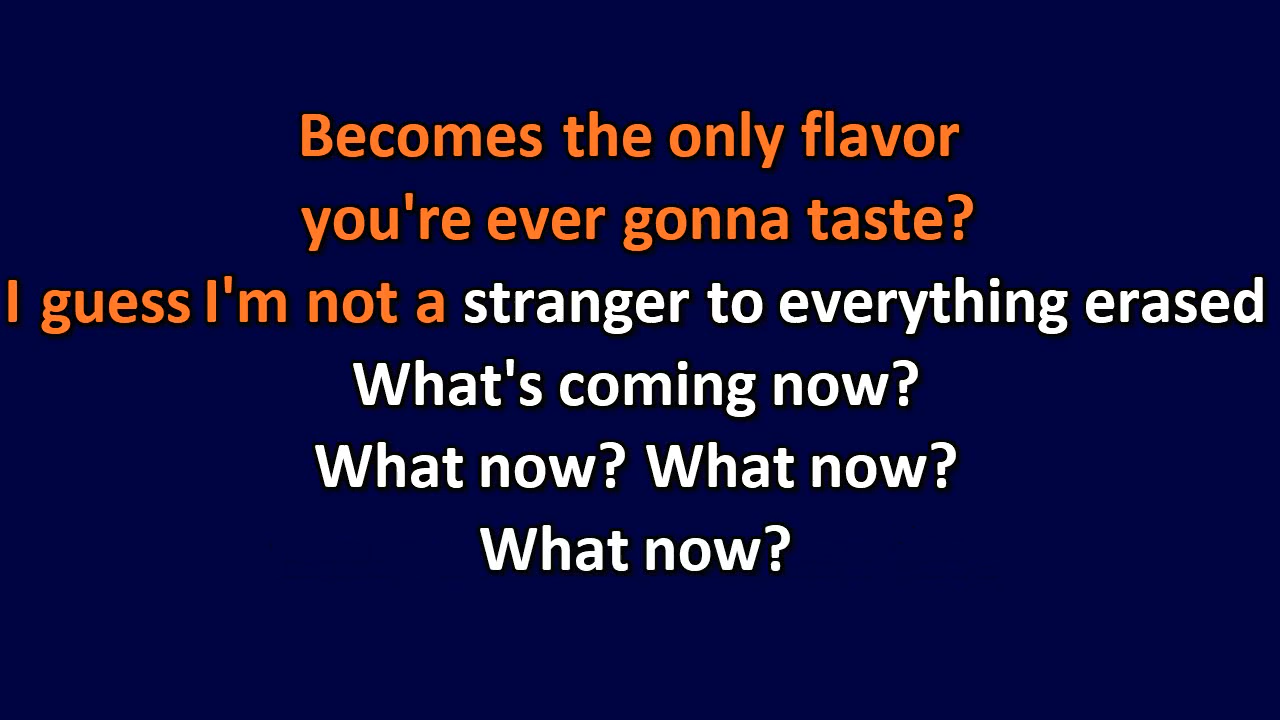 Becomes the only flavor
you're ever gonna taste?
I guess I'm not a stranger to everything erased
What's coming now?
What now? What now?
What now?